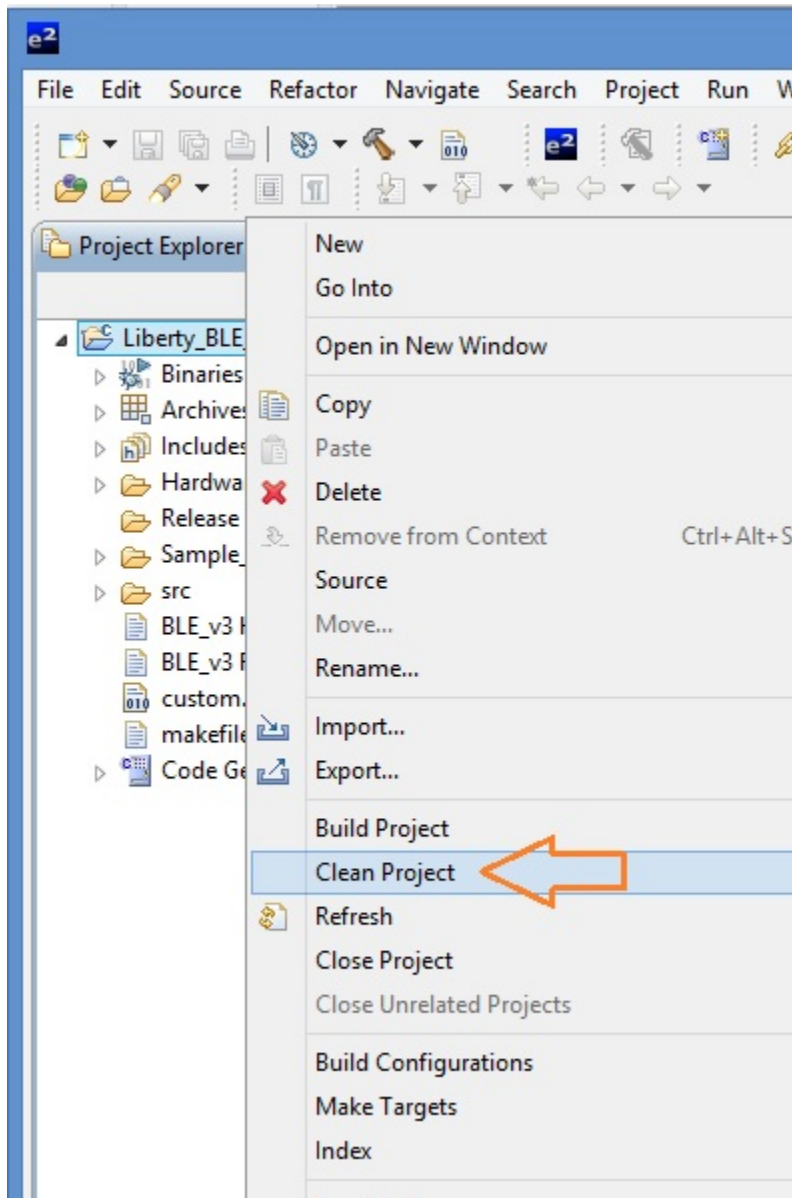 e²
File Edit Source Refactor Navigate Search Project Run
010
e²
Project Explorer
New
Go Into
Liberty_BLE_
Open in New Window
Binaries
Archives
Copy
Includes
Paste
Hardwa
Delete
Release
Remove from Context Ctrl+Alt+S
Sample_
Source
src
Move...
BLE_v3
Rename...
BLE_v3
custom.
Import...
makefile
Export...
Code Ge
Build Project
Clean Project
Refresh
Close Project
Close Unrelated Projects
Build Configurations
Make Targets
Index